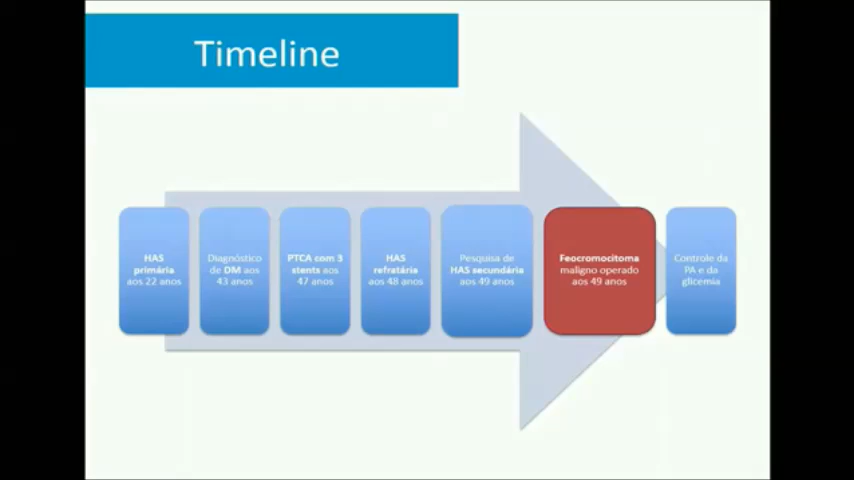 Timeline
HAS
primária
aos 22 anos
Diagnóstico
de DM aos
43 anos
PTCA com 3
stents aos
47 anos
HAS
refratária
aos 48 anos
Pesquisa de
HAS secundária
aos 49 anos
Feocromocitoma
maligno operado
aos 49 anos
Controle da
PA e da
glicemia